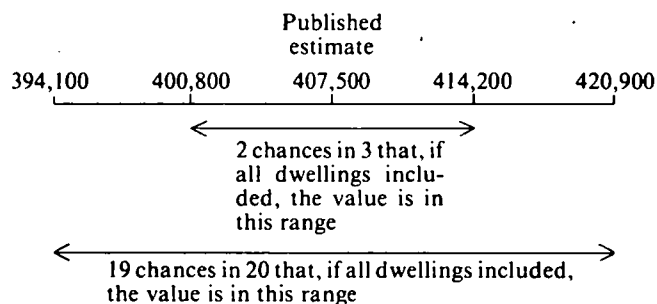 Published
estimate
394,100 400,800 407,500 414,200 420,900
2 chances in 3 that, if
all dwellings inclu-
ded, the value is in
this range
19 chances in 20 that, if all dwellings included,
the value is in this range